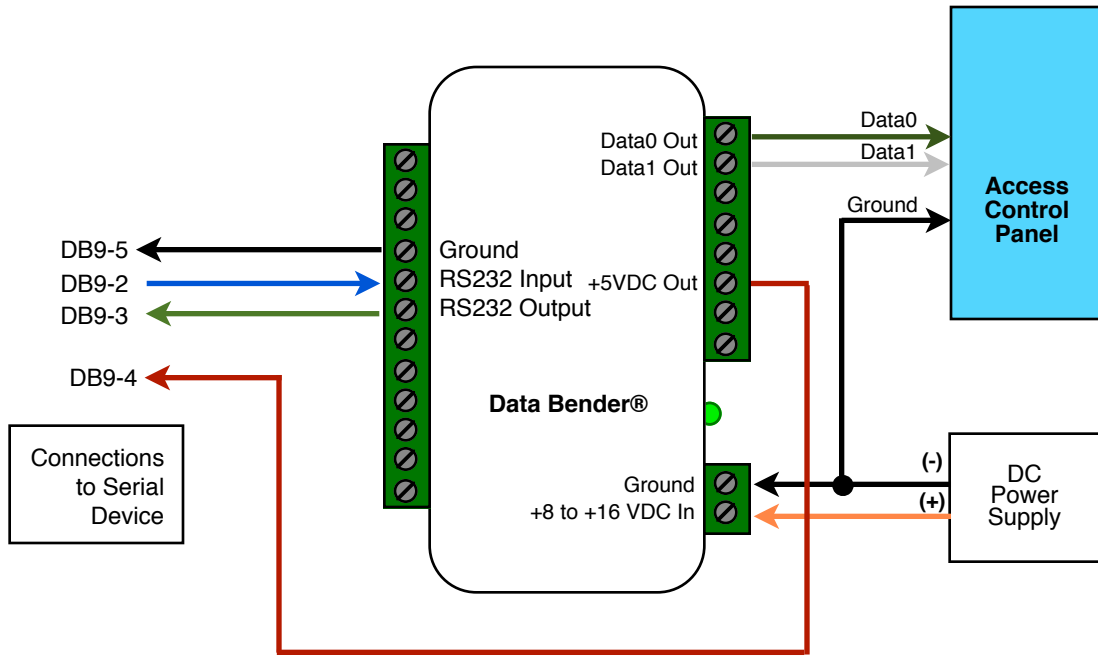 Data0
Data0 Out
Data1 Out
Data1
Access
Control
Panel
Ground
DB9-5
Ground
DB9-2
RS232 Input
+5VDC Out
DB9-3
RS232 Output
DB9-4
Data Bender®
Connections
to Serial
Device
Ground
+8 to +16 VDC In
(-)
(+)
DC
Power
Supply